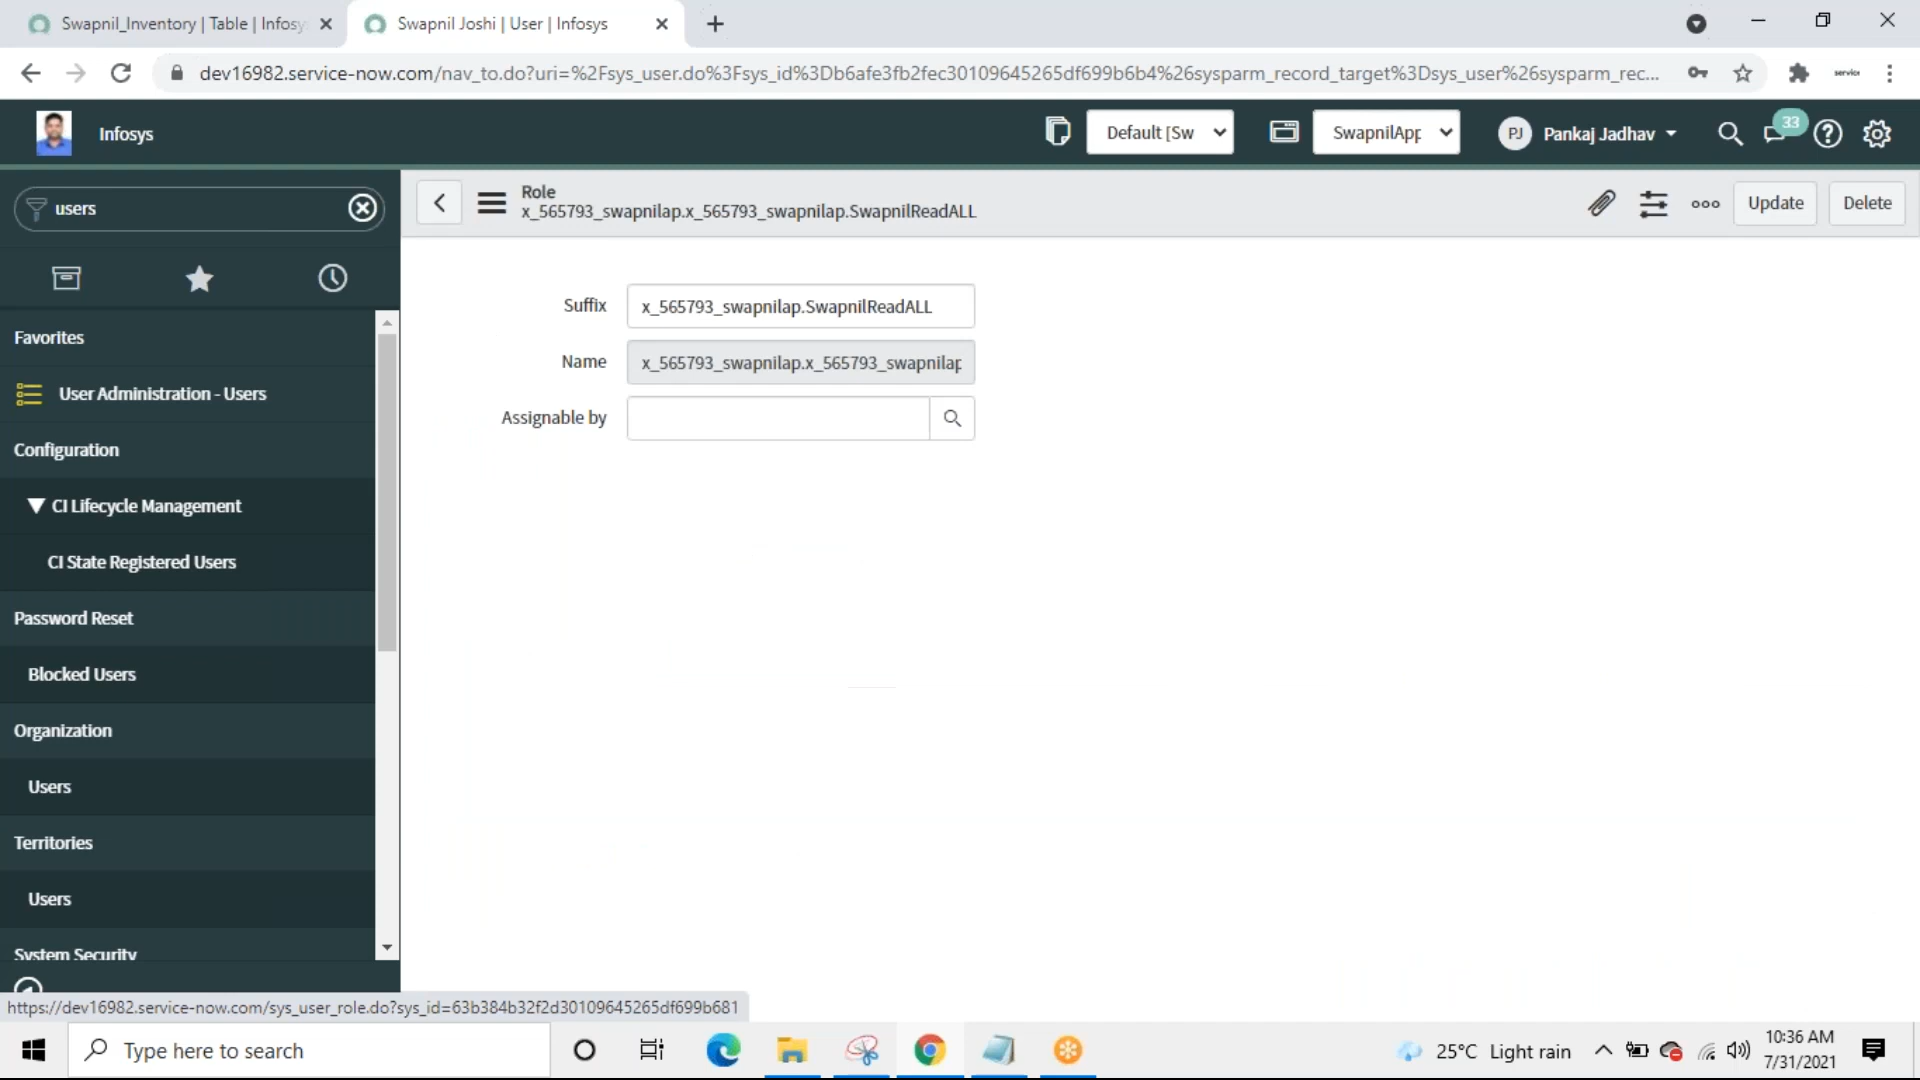 Swapnil_Inventory | Table | Infosy
Swapnil Joshi | User | Infosys
dev16982.service-now.com/nav_to.do?uri=%2Fsys_user.do%3Fsys_id%3Db6afe3fb2fec30109645265df699b6b4%26sysparm_record_target%3Dsys_user%26sysparm_rec...
service
Infosys
Default [Sw
SwapnilApp
PJ
Pankaj Jadhav
33
users
Role
x_565793_swapnilap.x_565793_swapnilap.SwapnilReadALL
Update
Delete
Suffix
x_565793_swapnilap.SwapnilReadALL
Name
x_565793_swapnilap.x_565793_swapnilap
Assignable by
Favorites
User Administration - Users
Configuration
CI Lifecycle Management
CI State Registered Users
Password Reset
Blocked Users
Organization
Users
Territories
Users
System Security
https://dev16982.service-now.com/sys_user_role.do?sys_id=63b384b32f2d30109645265df699b681
Type here to search
25°C Light rain
10:36 AM
7/31/2021